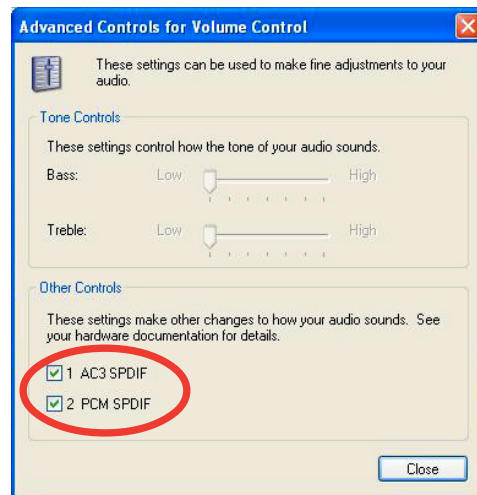 Advanced Controls for Volume Control
These settings can be used to make fine adjustments to your
audio.
Tone Controls
These settings control how the tone of your audio sounds.
Bass: Low High
Treble: Low High
Other Controls
These settings make other changes to how your audio sounds. See
your hardware documentation for details.
1 AC3 SPDIF
2 PCM SPDIF
Close